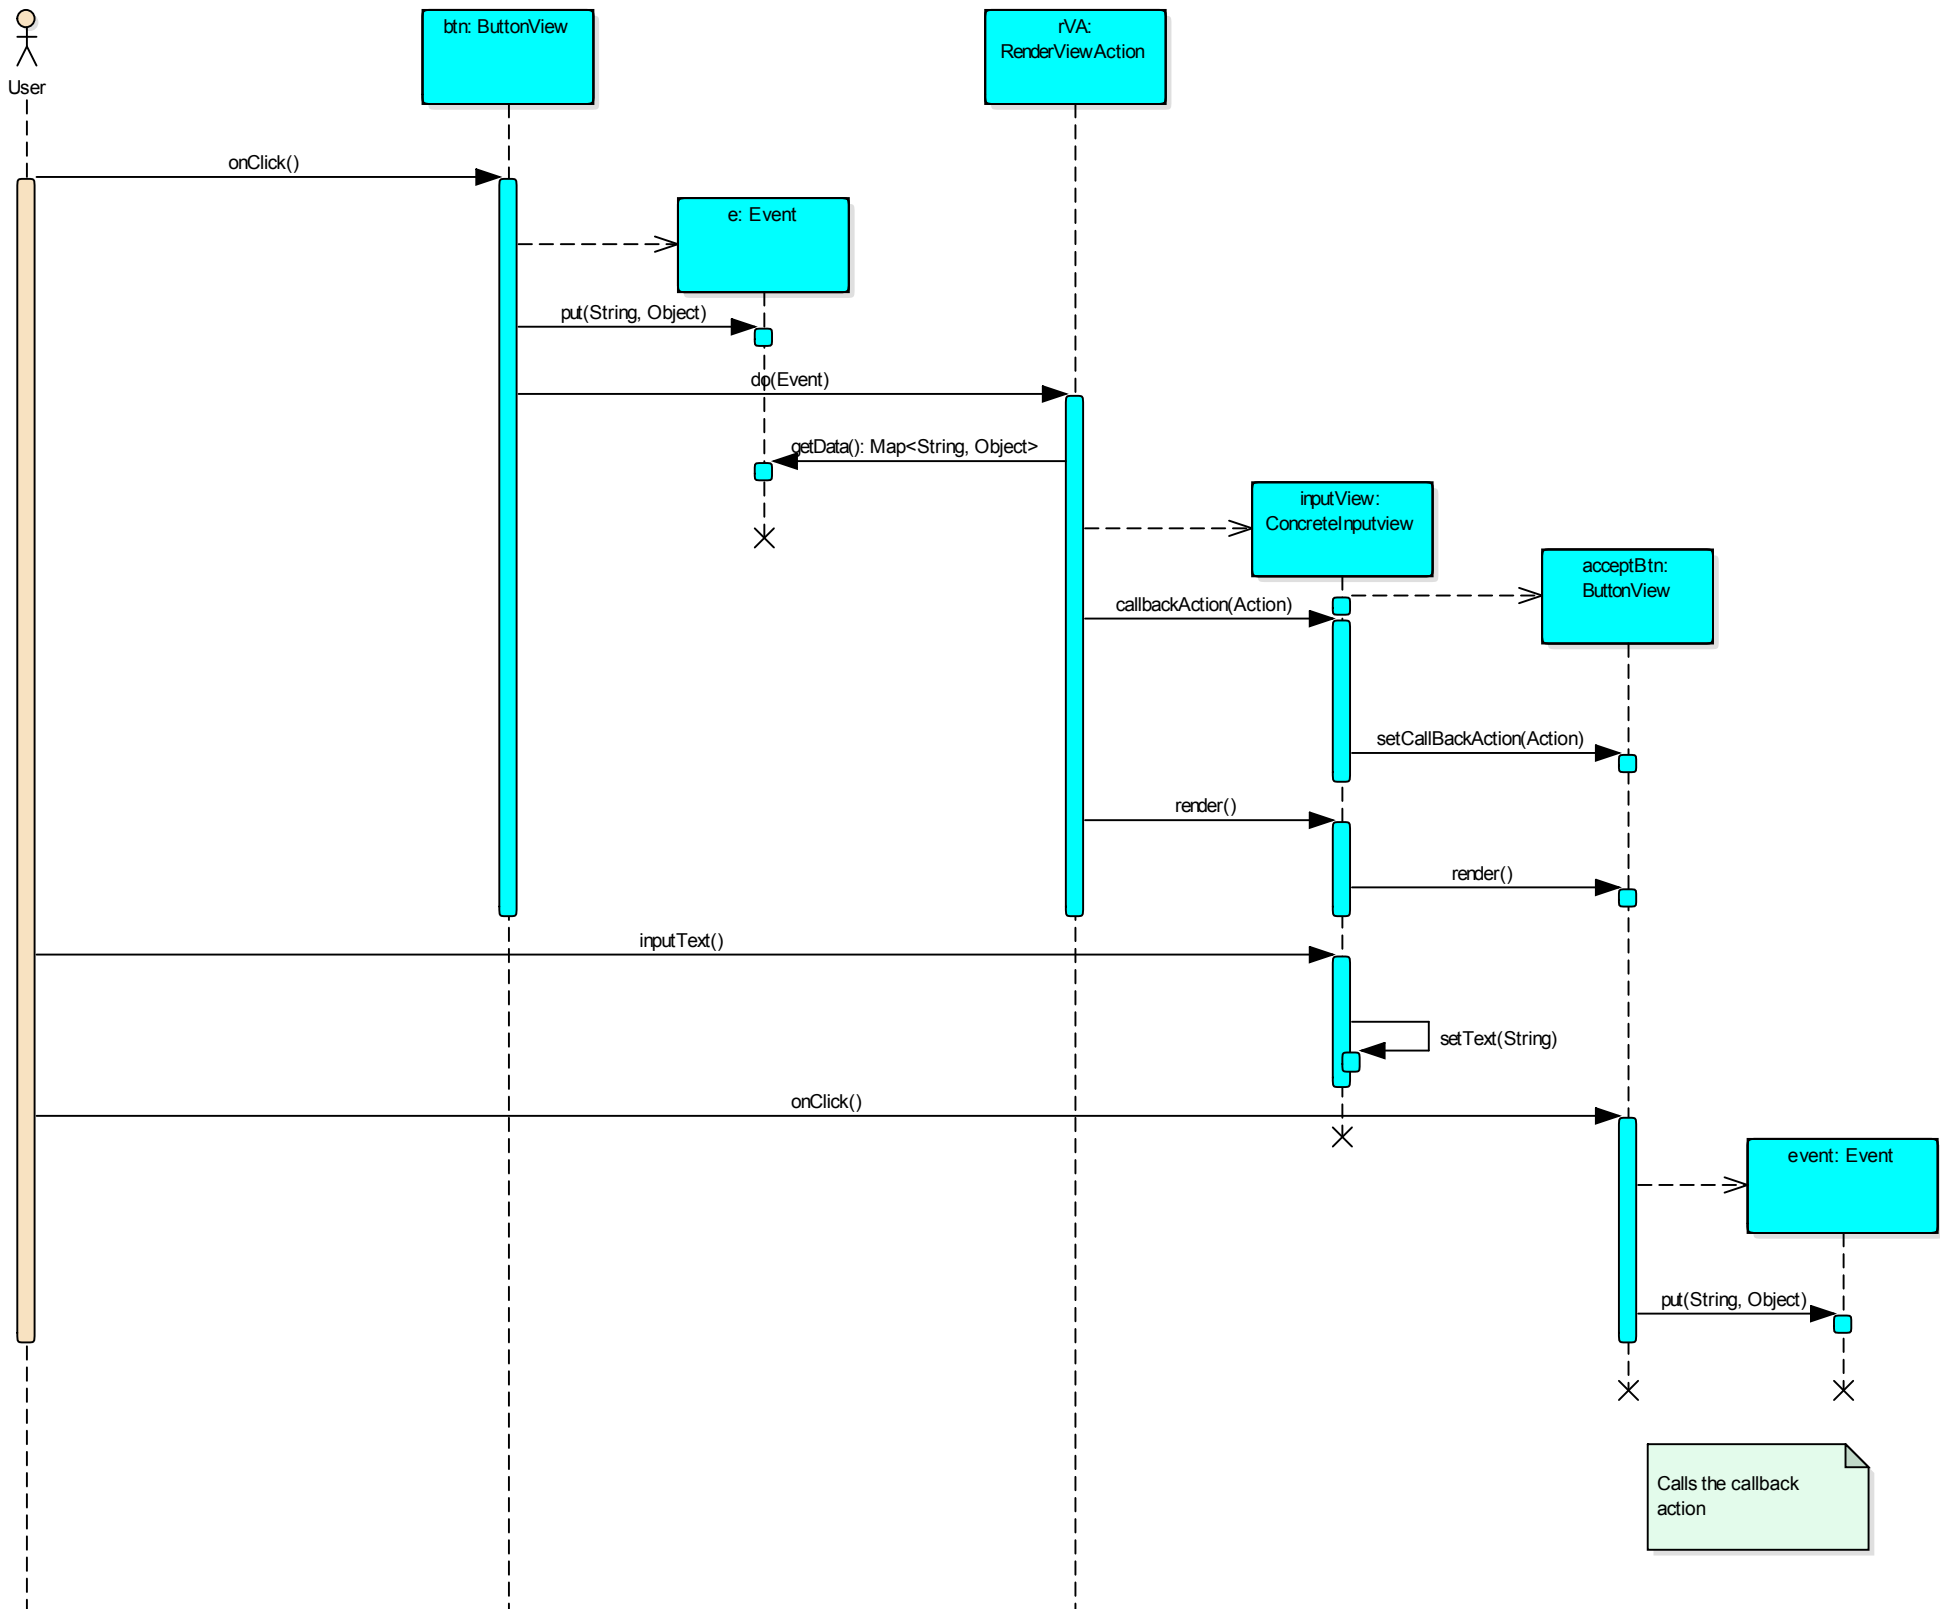 User
btn: ButtonView
rVA:
RenderViewAction
onClick()
e: Event
put(String, Object)
do(Event)
getData(): Map<String, Object>
inputView:
ConcreteInputview
acceptBtn:
ButtonView
callbackAction(Action)
setCallBackAction(Action)
render()
render()
inputText()
setText(String)
onClick()
event: Event
put(String, Object)
Calls the callback
action